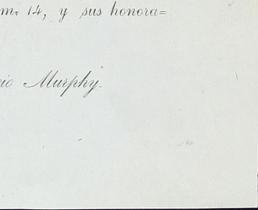 m. 14, y sus honora=
io Murphy.